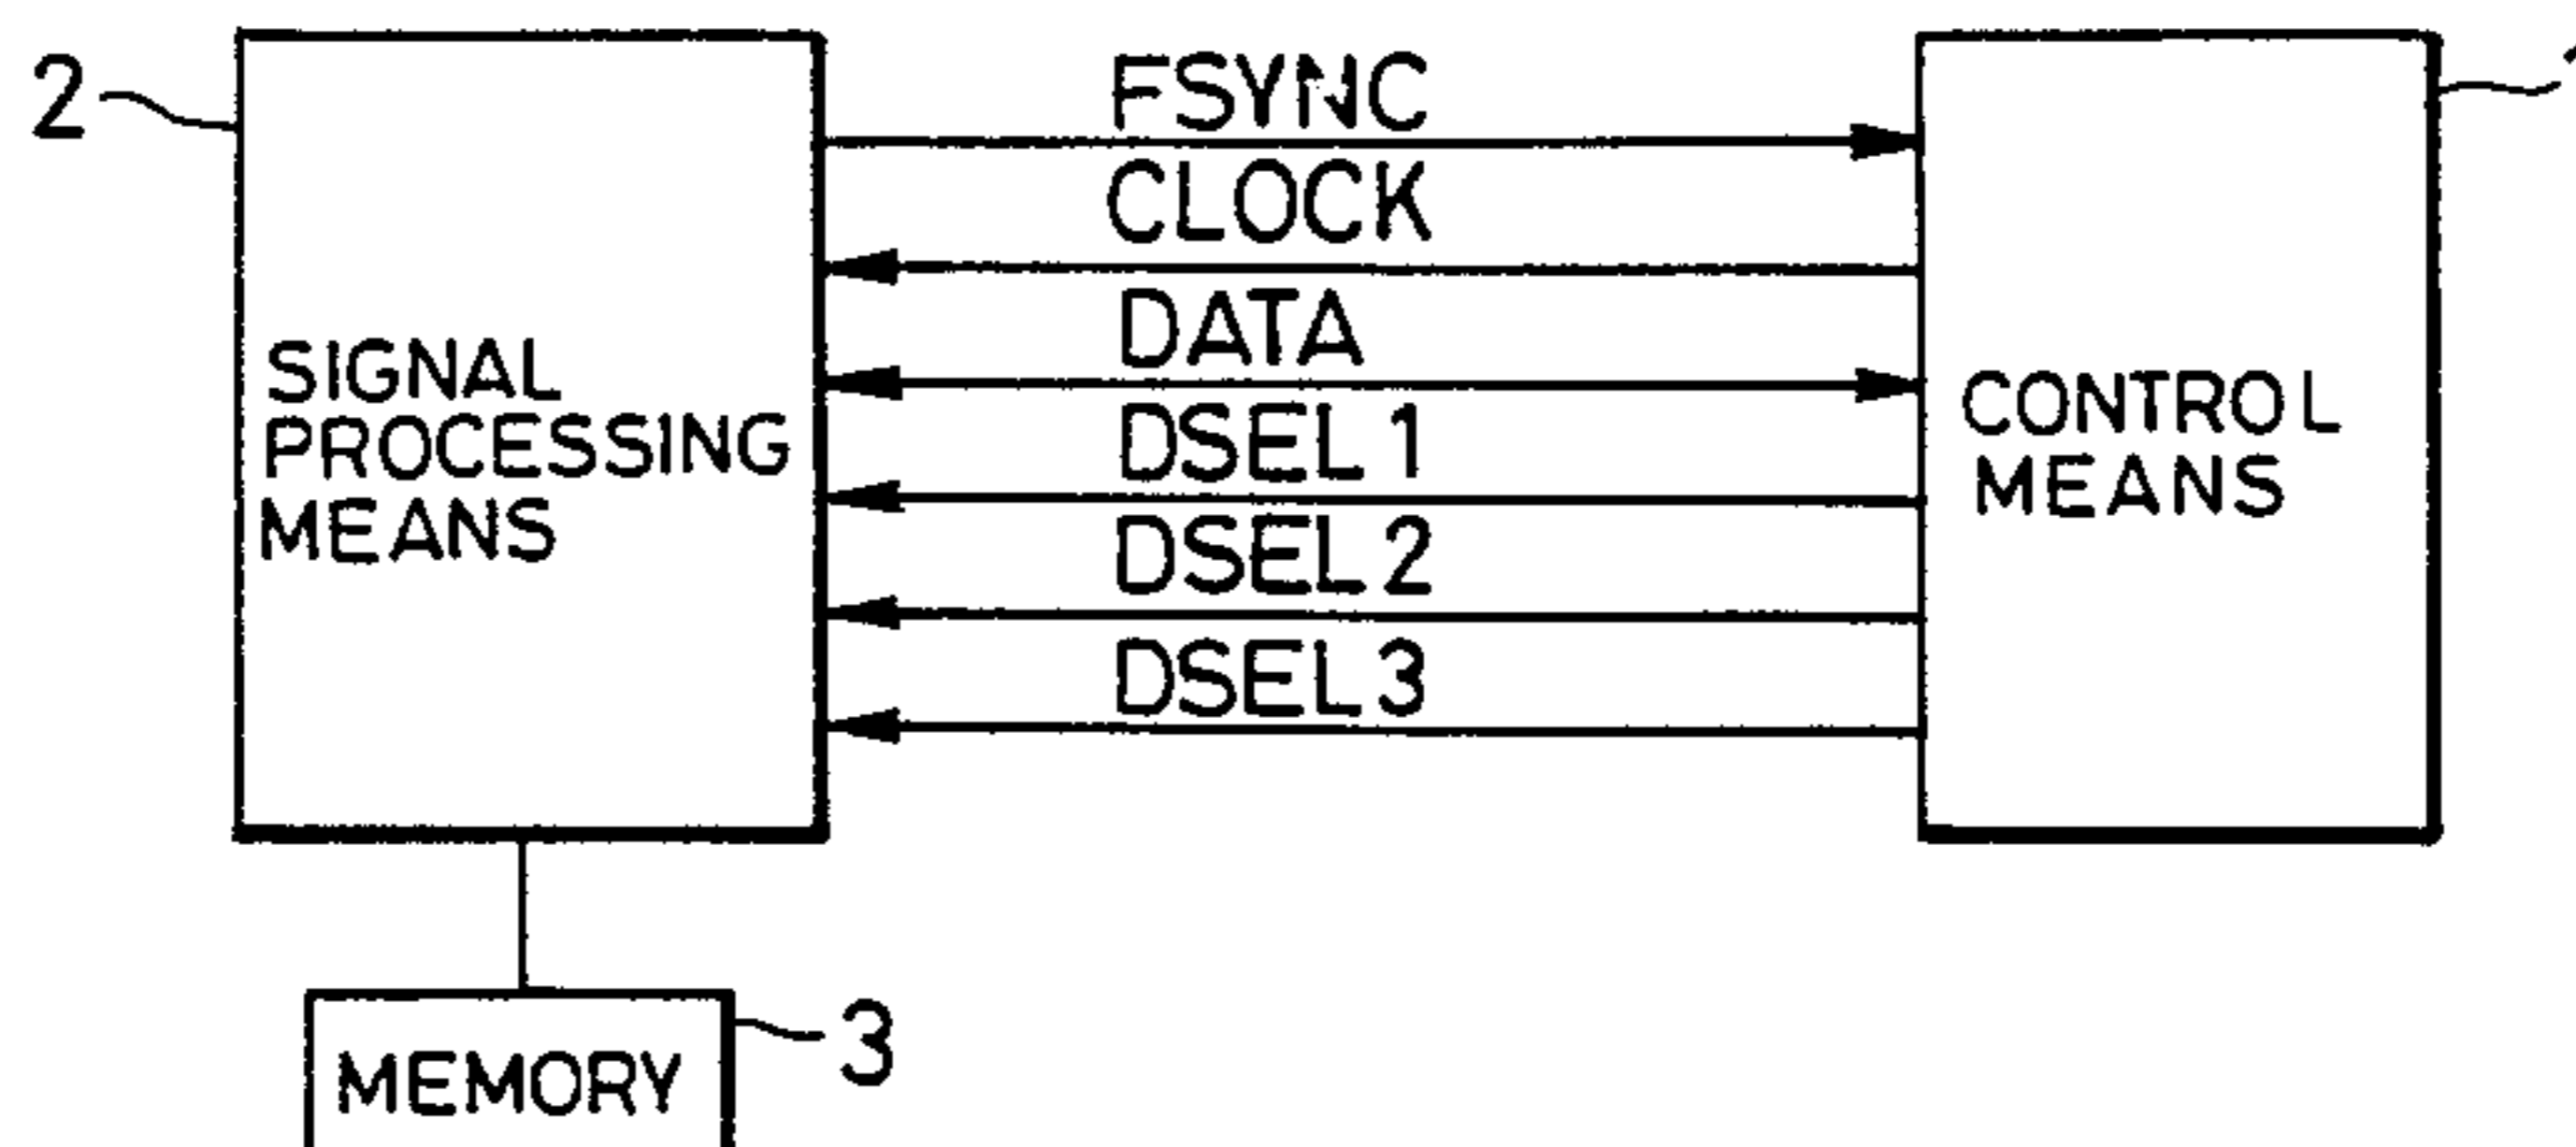 2
FSYNC
CLOCK
DATA
DSEL 1
DSEL 2
DSEL 3
SIGNAL
PROCESSING
MEANS
CONTROL
MEANS
3
MEMORY